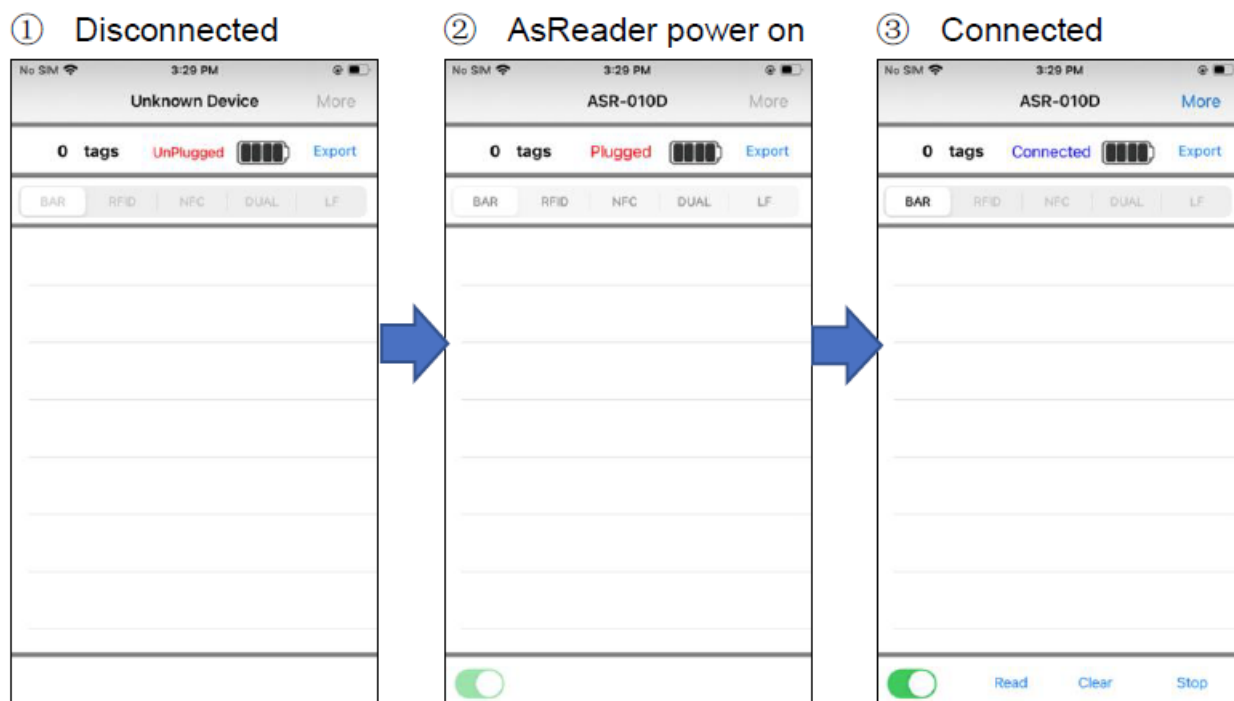 ① Disconnected
No SIM 3:29 PM
Unknown Device More
0 tags UnPlugged Export
BAR RFID NFC DUAL LF
② AsReader power on
No SIM 3:29 PM
ASR-010D More
0 tags Plugged Export
BAR RFID NFC DUAL LF
③ Connected
No SIM 3:29 PM
ASR-010D More
0 tags Connected Export
BAR RFID NFC DUAL LF
Read Clear Stop